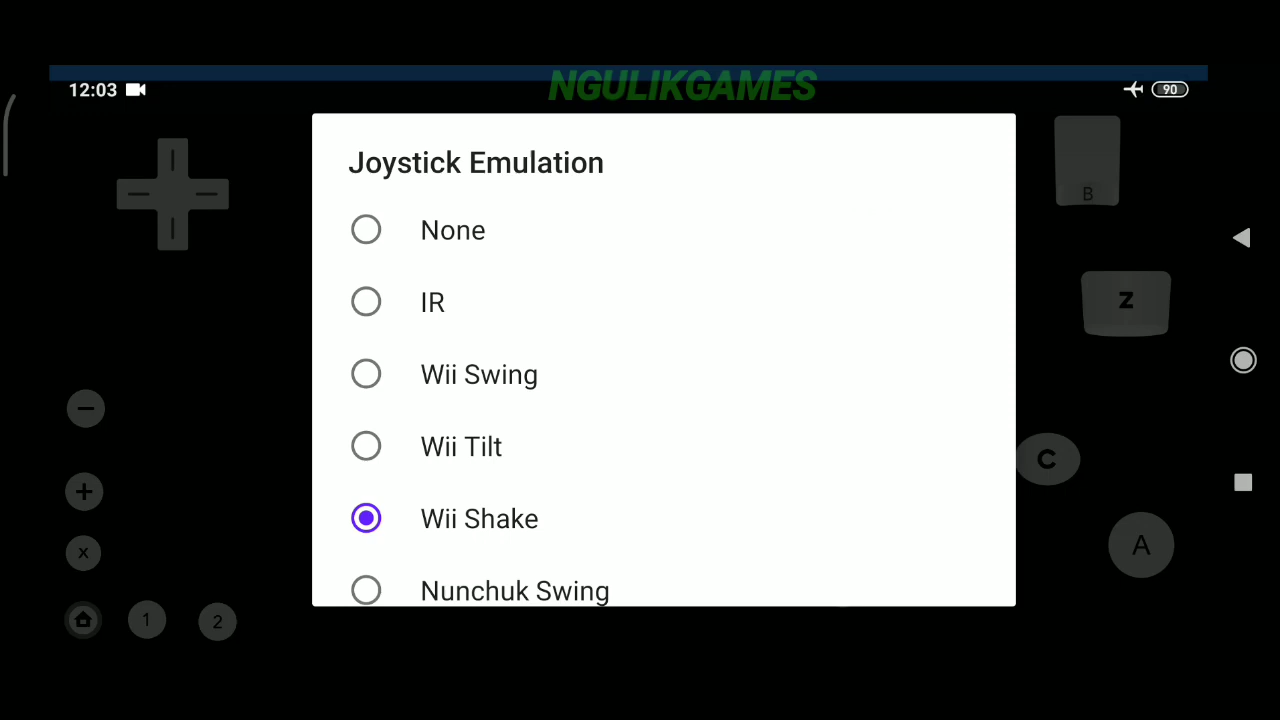 NGULIKGAMES
12:03
90
Joystick Emulation
None
IR
Wii Swing
Wii Tilt
Wii Shake
Nunchuk Swing
B
Z
C
A
x
1
2